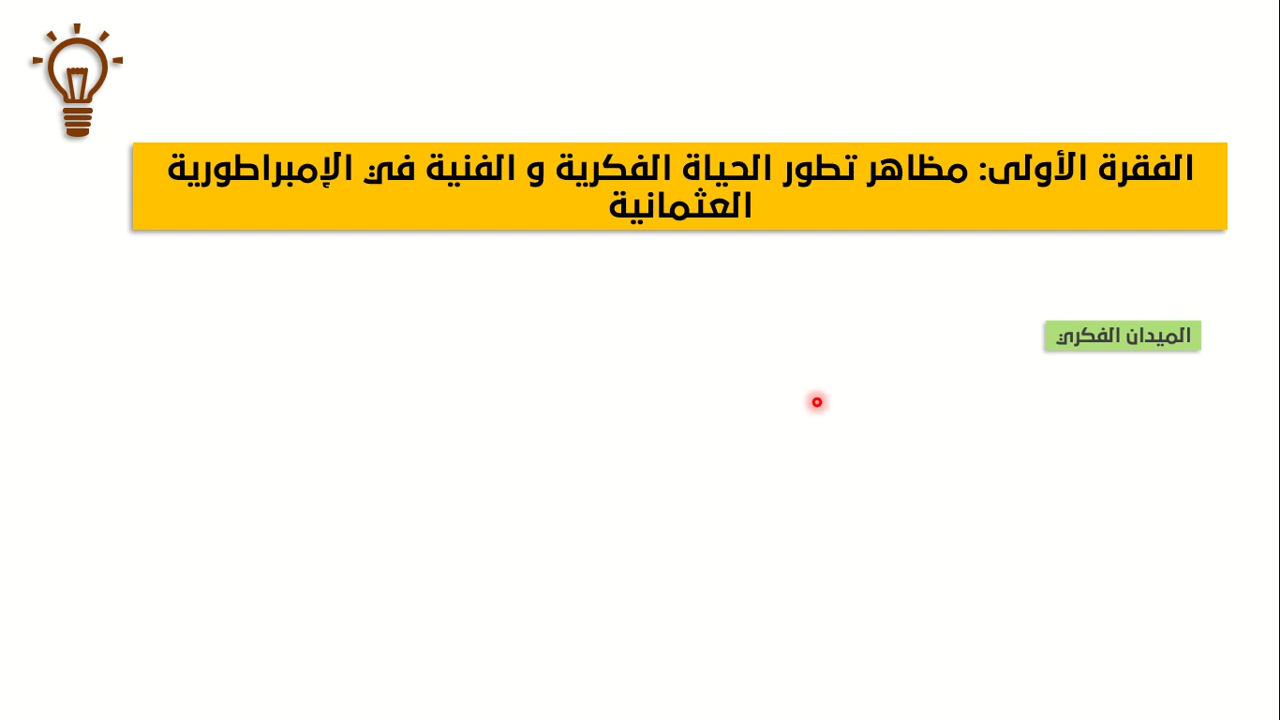 الفقرة الأولى: مظاهر تطور الحياة الفكرية و الفنية في الإمبراطورية
العثمانية
الميدان الفكري